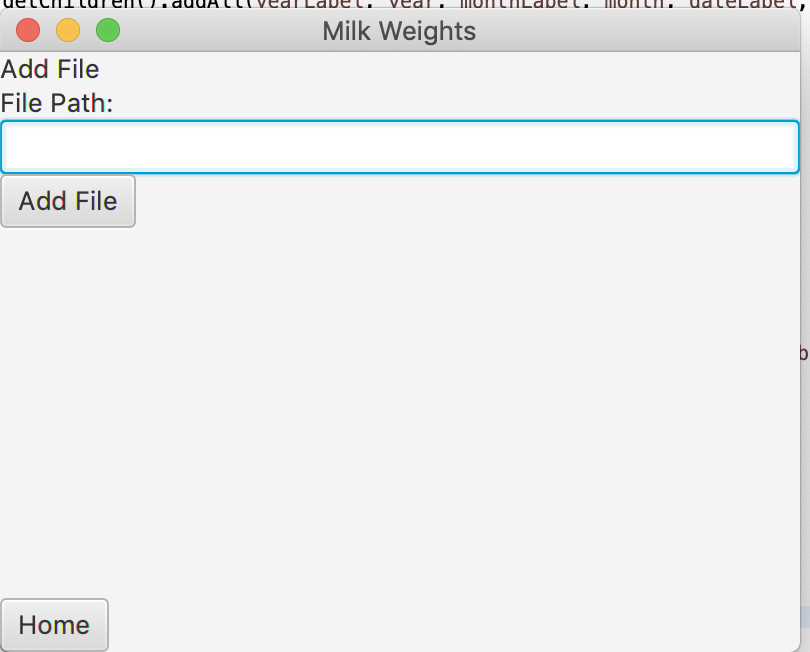 getChildren().addAll(yearLabel, year, monthLabel, month, dateLabel,
Milk Weights
Add File
File Path:
Add File
b
Home